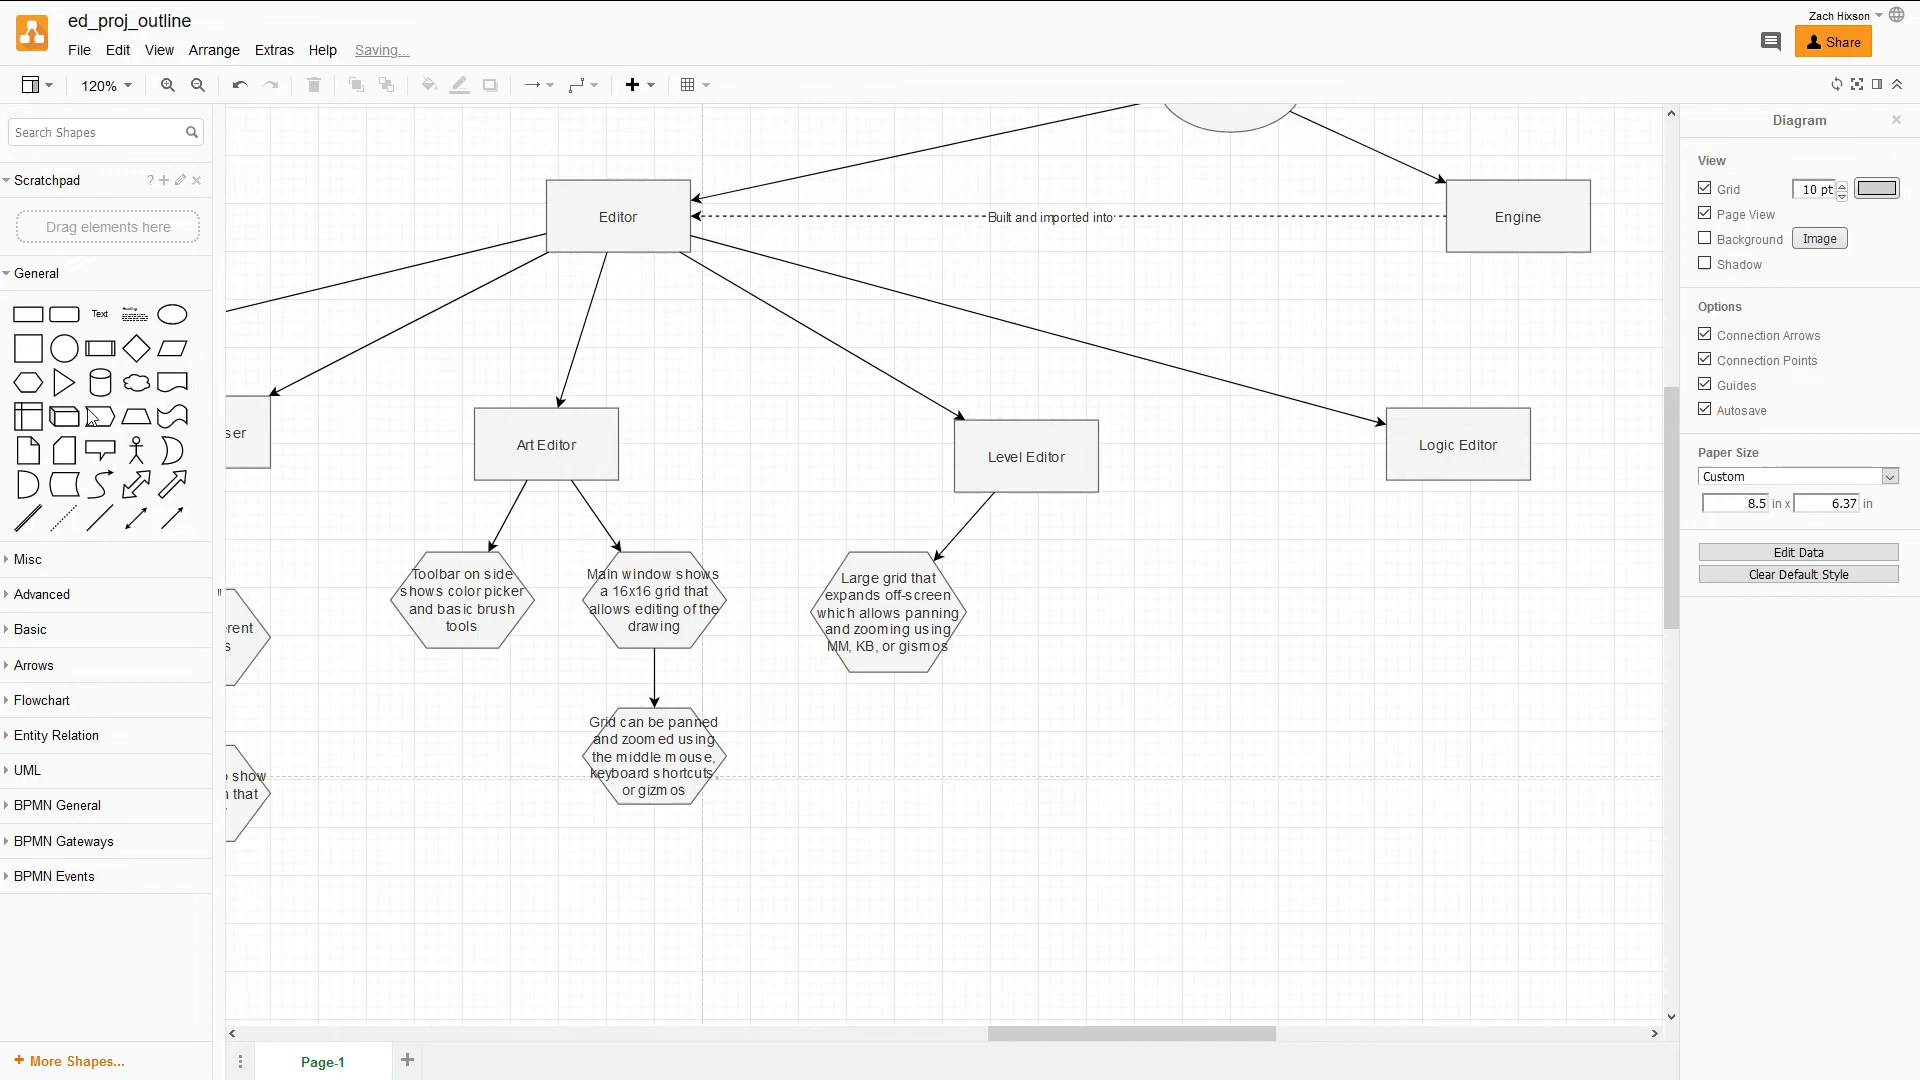 ed_proj_outline
Zach Hixson
File Edit View Arrange Extras Help Saving...
Share
120%
Search Shapes
Scratchpad
?
Drag elements here
General
Text
Misc
Advanced
Basic
Arrows
Flowchart
Entity Relation
UML
BPMN General
BPMN Gateways
BPMN Events
+ More Shapes...
Editor
Built and imported into
Engine
ser
Art Editor
Level Editor
Logic Editor
Toolbar on side
shows color picker
and basic brush
tools
Main window shows
a 16x16 grid that
allows editing of the
drawing
Large grid that
expands off-screen
which allows panning
and zooming using
MM, KB, or gismos
rent
s
Grid can be panned
and zoomed using
the middle mouse,
keyboard shortcuts,
or gizmos
show
that
Page-1
Diagram
View
Grid 10 pt
Page View
Background Image
Shadow
Options
Connection Arrows
Connection Points
Guides
Autosave
Paper Size
Custom
8.5 in x 6.37 in
Edit Data
Clear Default Style